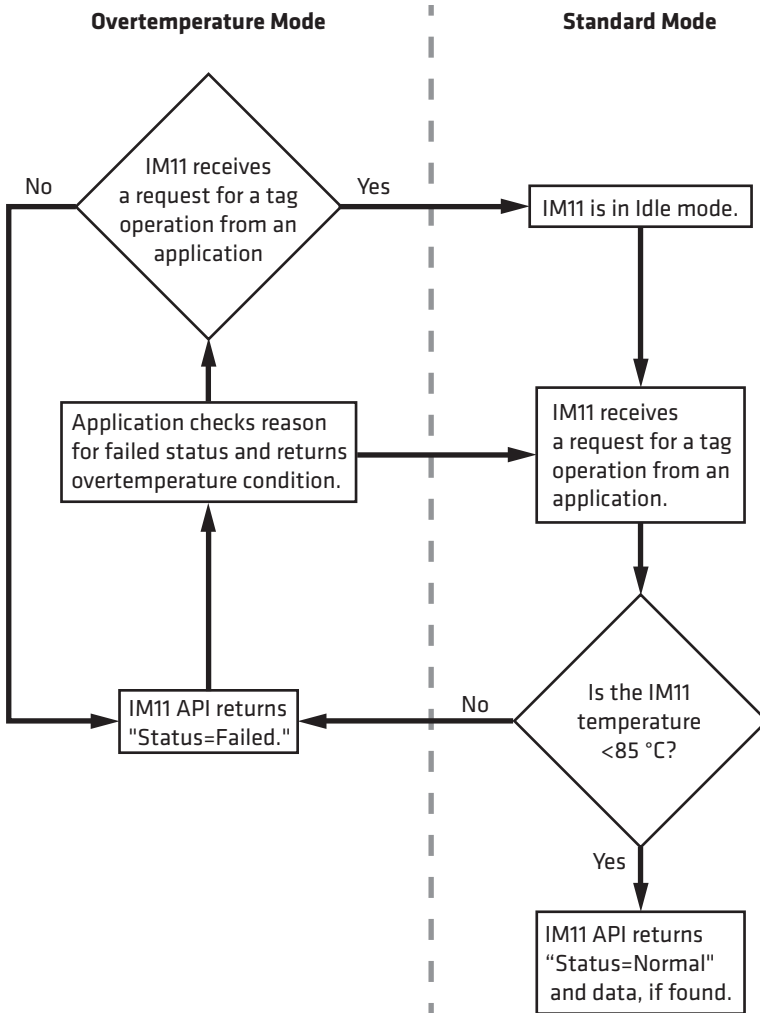 Overtemperature Mode
Standard Mode
IM11 receives
a request for a tag
operation from an
application
No
Yes
IM11 is in Idle mode.
Application checks reason
for failed status and returns
overtemperature condition.
IM11 receives
a request for a tag
operation from an
application.
IM11 API returns
"Status=Failed."
No
Is the IM11
temperature
<85 °C?
Yes
IM11 API returns
“Status=Normal"
and data, if found.